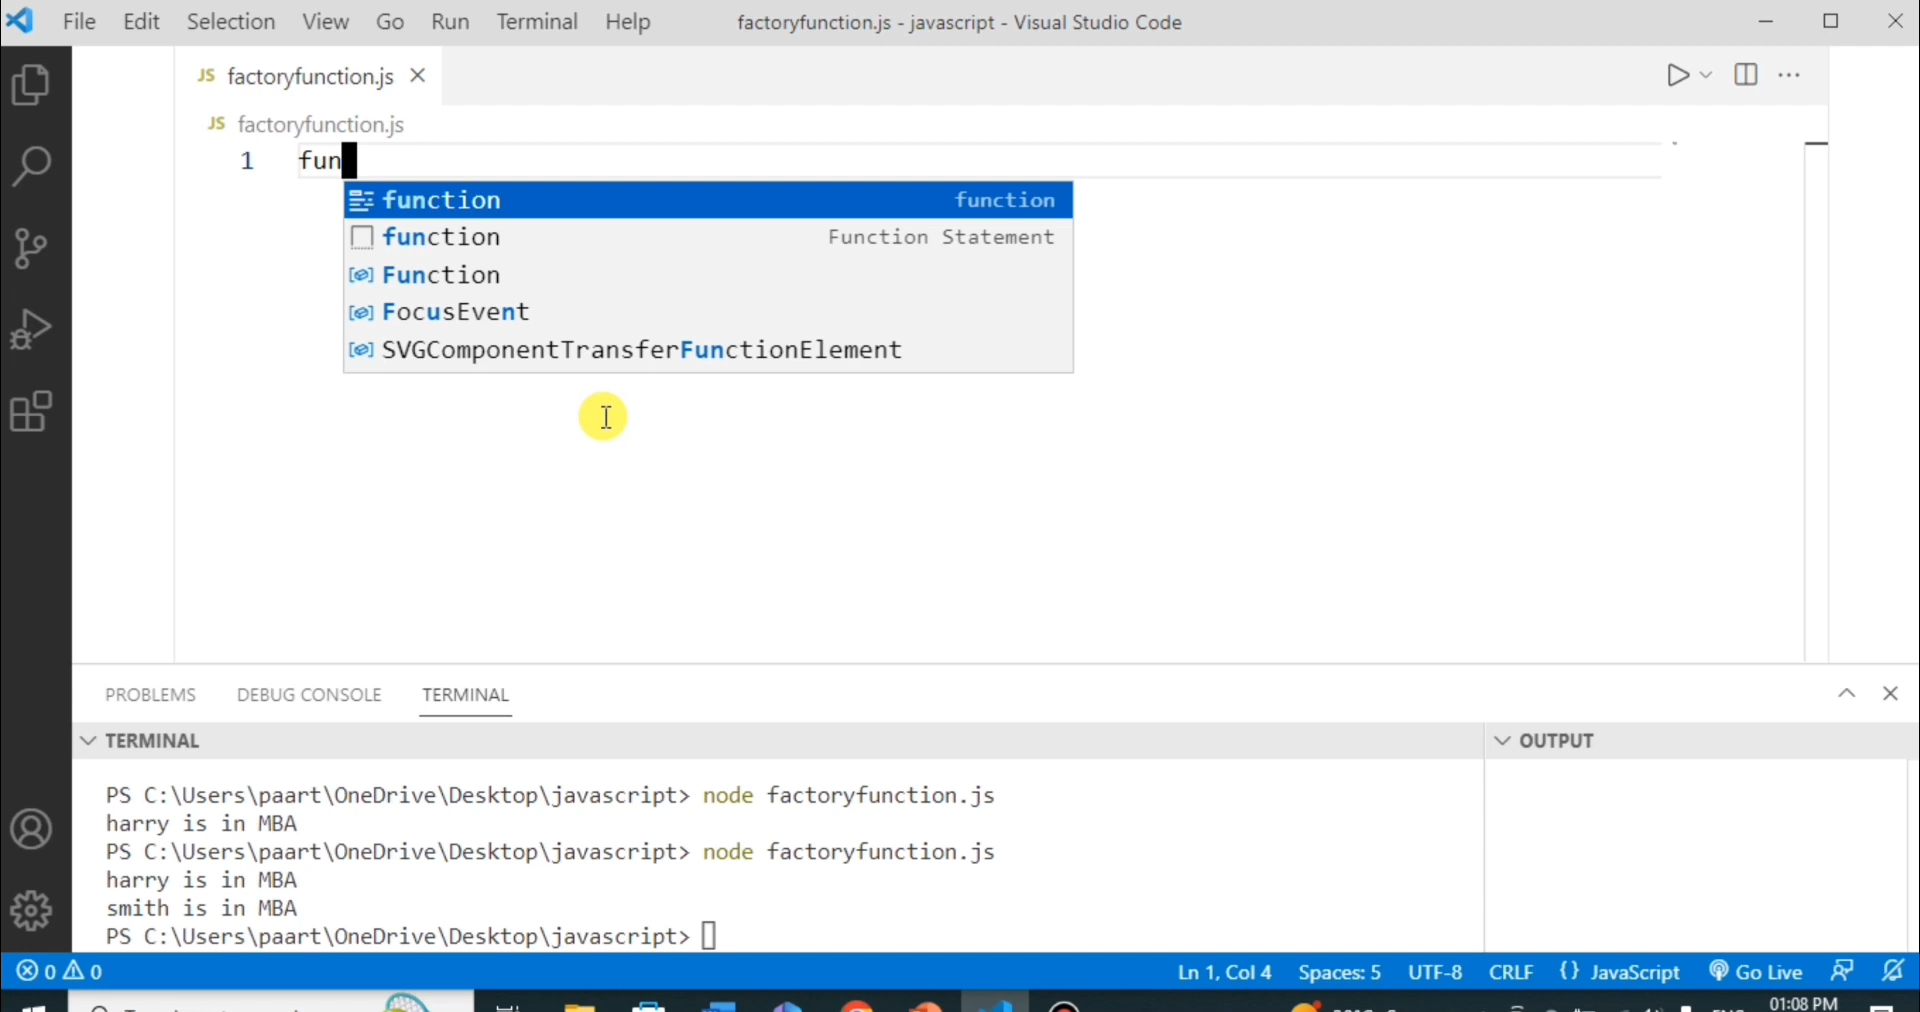 File Edit Selection View Go Run Terminal Help factoryfunction.js - javascript - Visual Studio Code
JS factoryfunction.js
JS factoryfunction.js
1 fun
function function
function Function Statement
Function
FocusEvent
SVGComponentTransferFunctionElement
PROBLEMS DEBUG CONSOLE TERMINAL
TERMINAL OUTPUT
PS C:\Users\paart\OneDrive\Desktop\javascript> node factoryfunction.js
harry is in MBA
PS C:\Users\paart\OneDrive\Desktop\javascript> node factoryfunction.js
harry is in MBA
smith is in MBA
PS C:\Users\paart\OneDrive\Desktop\javascript>
0 0 Ln 1, Col 4 Spaces: 5 UTF-8 CRLF {} JavaScript Go Live
01:08 PM